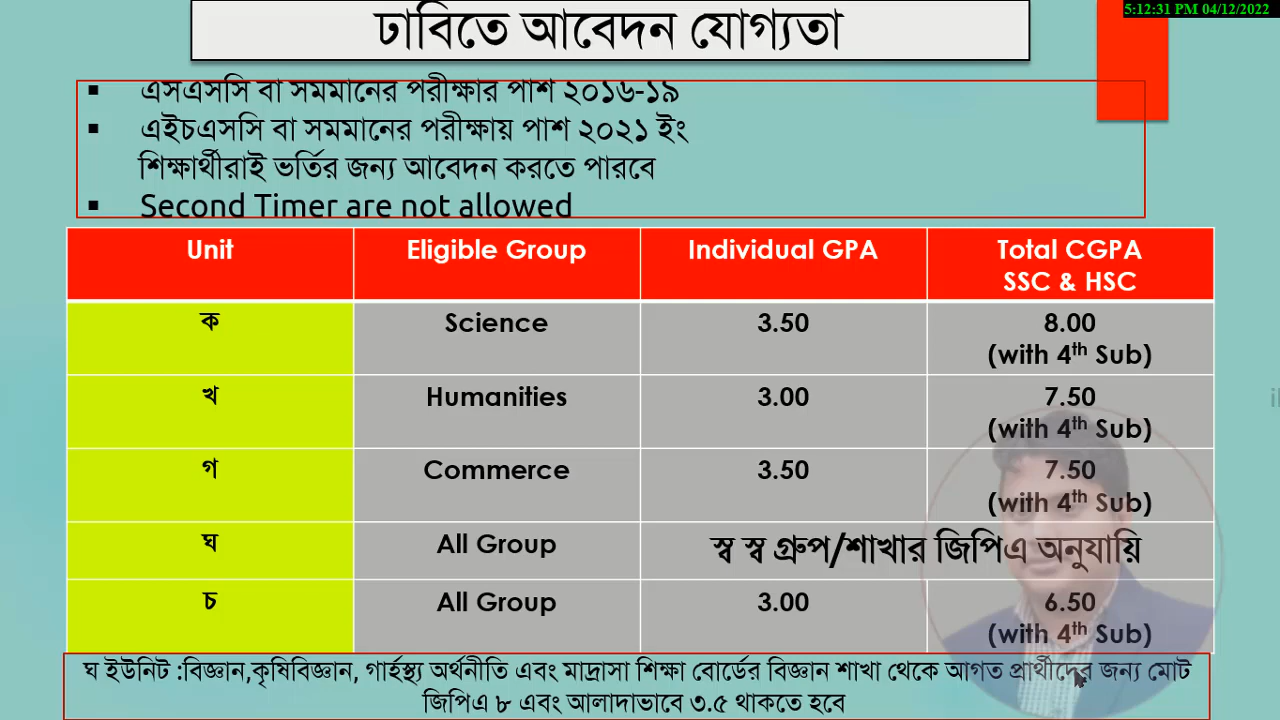 5:12:31 PM 04/12/2022
ঢাবিতে আবেদন যোগ্যতা
▪ এসএসসি বা সমমানের পরীক্ষার পাশ ২০১৬-১৯
▪ এইচএসসি বা সমমানের পরীক্ষায় পাশ ২০২১ ইং
শিক্ষার্থীরাই ভর্তির জন্য আবেদন করতে পারবে
▪ Second Timer are not allowed
Unit Eligible Group Individual GPA Total CGPA
SSC & HSC
ক Science 3.50 8.00
(with 4th Sub)
খ Humanities 3.00 7.50
(with 4th Sub)
গ Commerce 3.50 7.50
(with 4th Sub)
ঘ All Group স্ব স্ব গ্রুপ/শাখার জিপিএ অনুযায়ি
চ All Group 3.00 6.50
(with 4th Sub)
ঘ ইউনিট :বিজ্ঞান,কৃষিবিজ্ঞান, গার্হস্থ্য অর্থনীতি এবং মাদ্রাসা শিক্ষা বোর্ডের বিজ্ঞান শাখা থেকে আগত প্রার্থীদের জন্য মোট
জিপিএ ৮ এবং আলাদাভাবে ৩.৫ থাকতে হবে